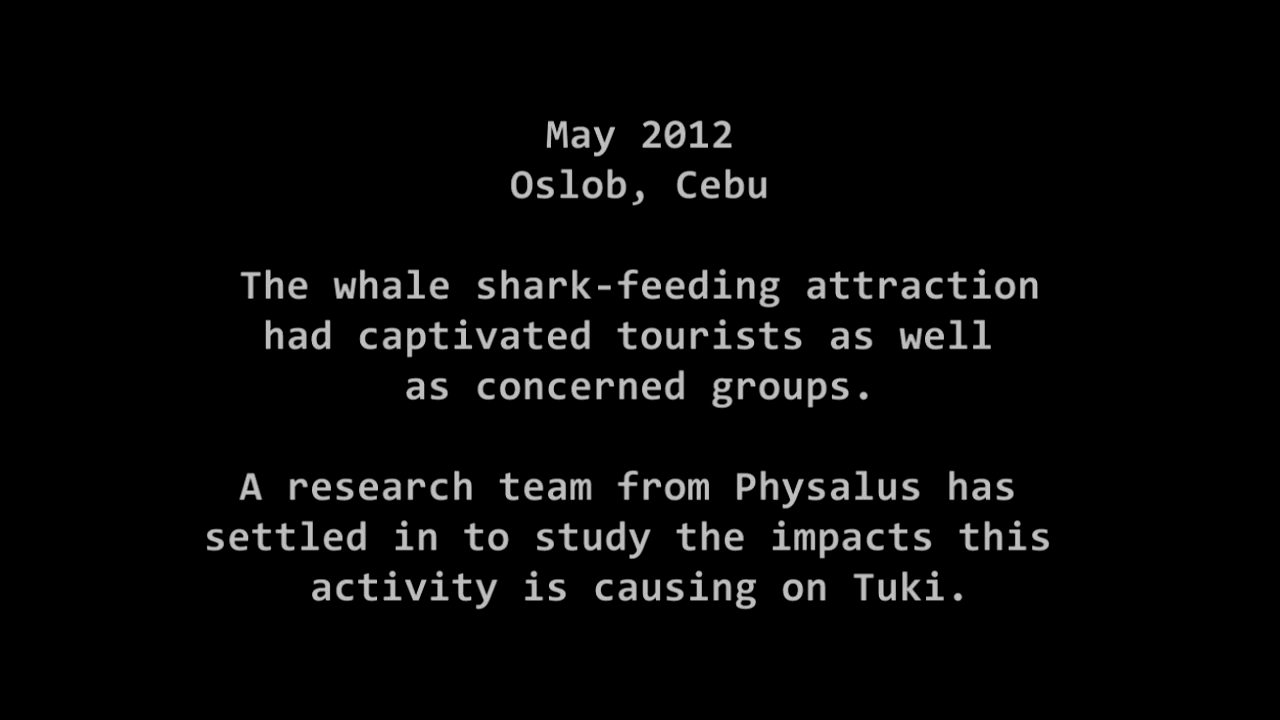 May 2012
Oslob, Cebu
The whale shark-feeding attraction
had captivated tourists as well
as concerned groups.
A research team from Physalus has
settled in to study the impacts this
activity is causing on Tuki.